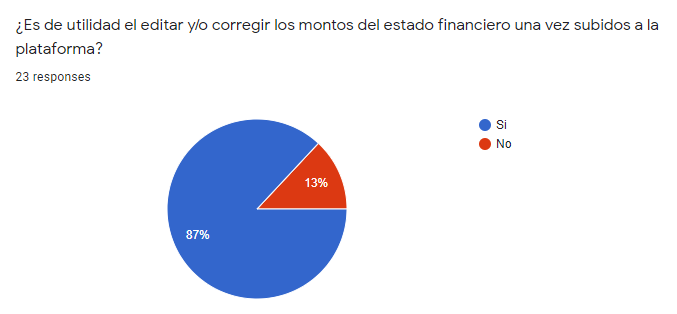 ¿Es de utilidad el editar y/o corregir los montos del estado financiero una vez subidos a la
plataforma?
23 responses
Si
No
13%
87%